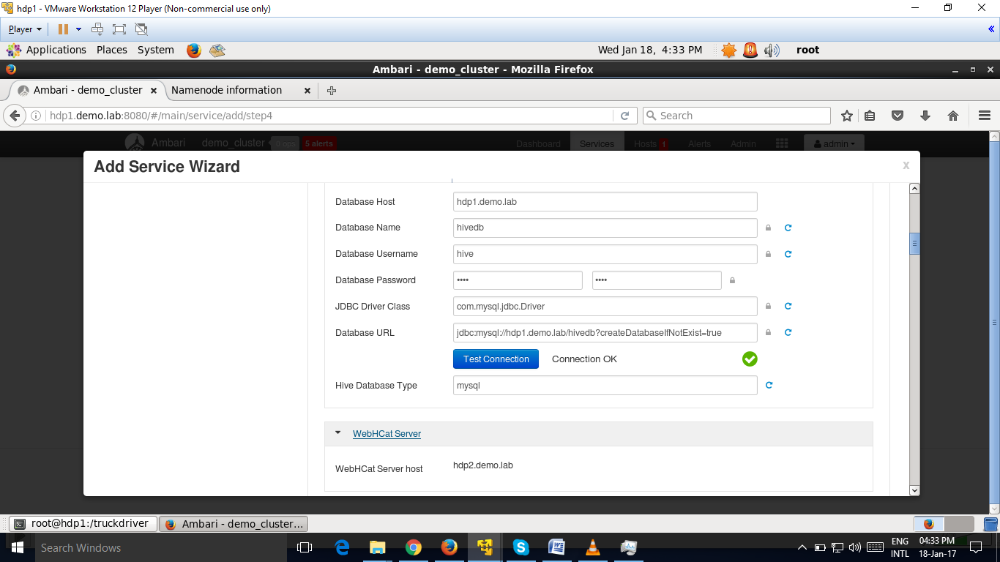 hdp1 - VMware Workstation 12 Player (Non-commercial use only)
Player
Applications Places System Wed Jan 18, 4:33 PM root
Ambari - demo_cluster - Mozilla Firefox
Ambari - demo_cluster × Namenode information ×
hdp1.demo.lab:8080/#/main/service/add/step4 Search
Ambari demo_cluster 0 ops 5 alerts Dashboard Services Hosts 1 Alerts Admin admin
Add Service Wizard x
Database Host hdp1.demo.lab
Database Name hivedb
Database Username hive
Database Password •••• ••••
JDBC Driver Class com.mysql.jdbc.Driver
Database URL jdbc:mysql://hdp1.demo.lab/hivedb?createDatabaseIfNotExist=true
Test Connection Connection OK
Hive Database Type mysql
WebHCat Server
WebHCat Server host hdp2.demo.lab
root@hdp1:/truckdriver Ambari - demo_cluster...
Search Windows
ENG 04:33 PM
INTL 18-Jan-17